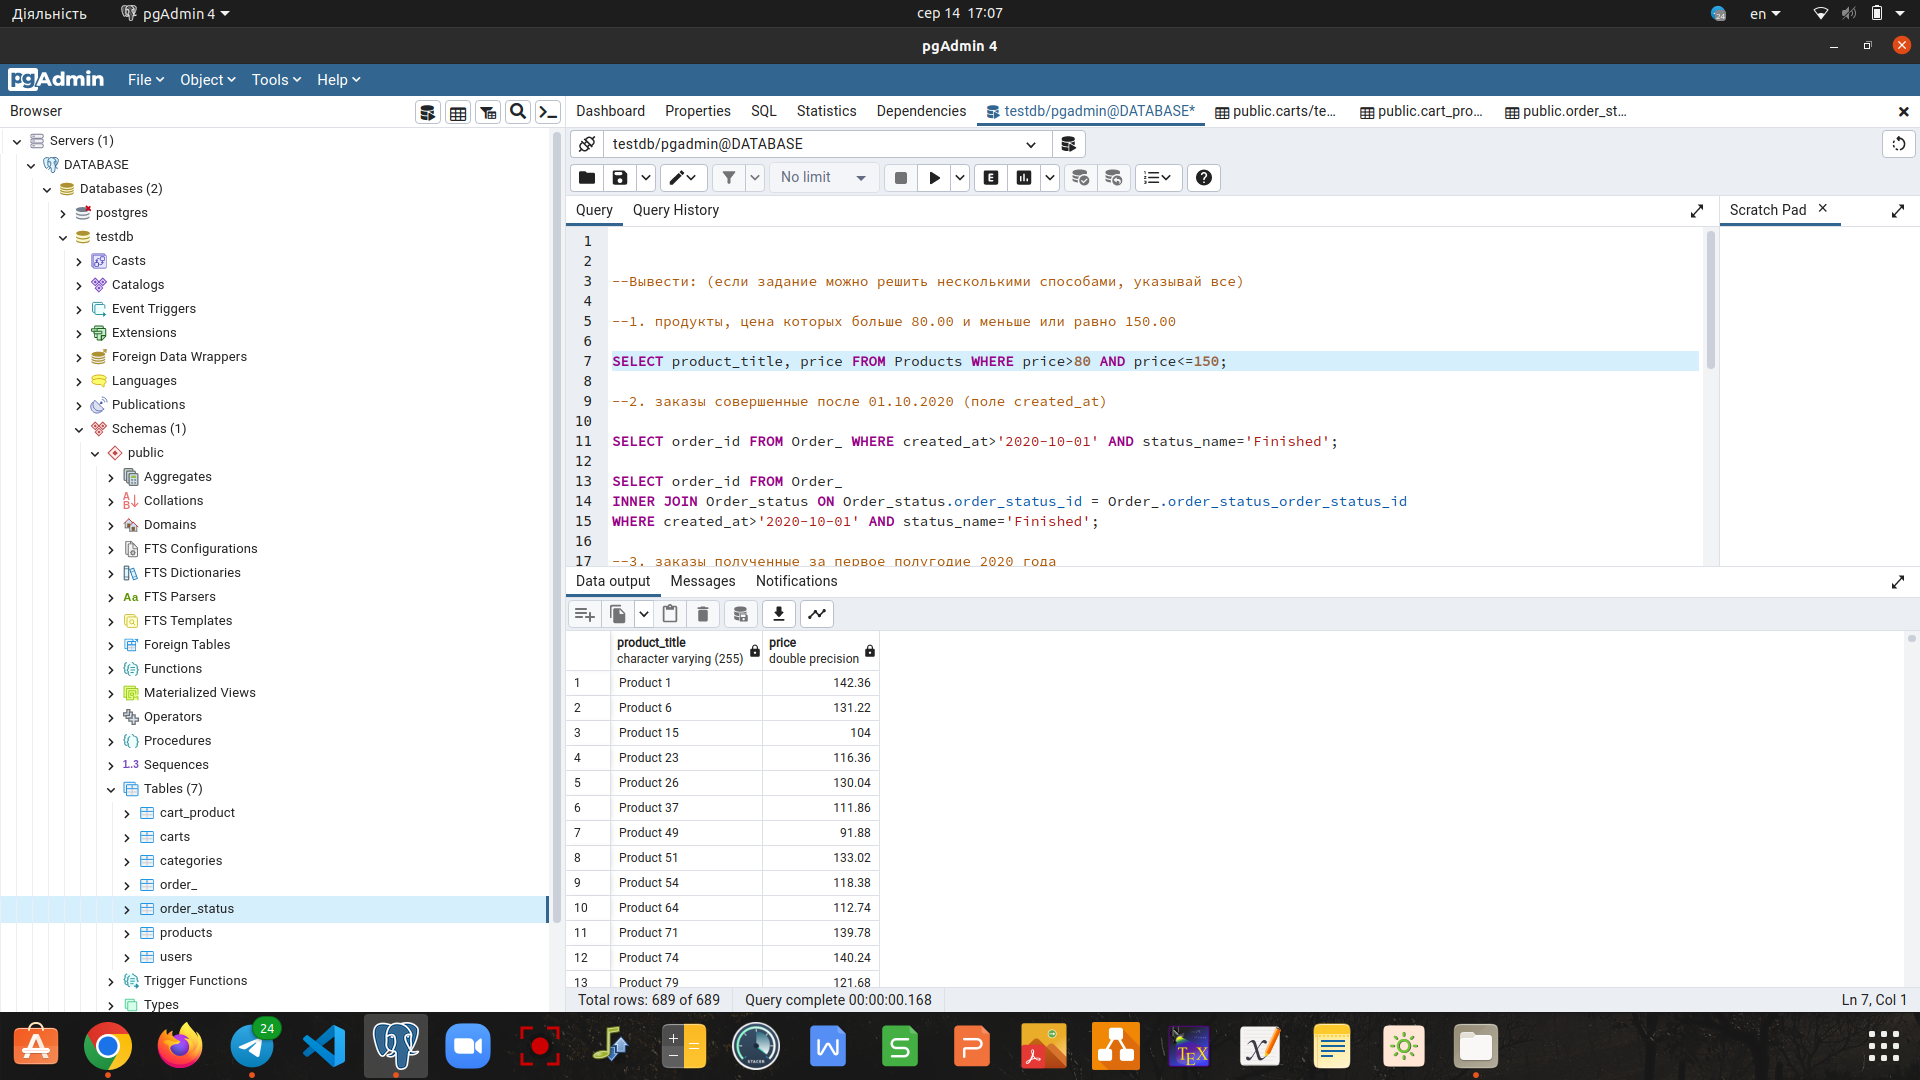 Діяльність
pgAdmin 4
сер 14 17:07
24
en
pgAdmin 4
pgAdmin
File
Object
Tools
Help
Browser
Servers (1)
DATABASE
Databases (2)
postgres
testdb
Casts
Catalogs
Event Triggers
Extensions
Foreign Data Wrappers
Languages
Publications
Schemas (1)
public
Aggregates
Collations
Domains
FTS Configurations
FTS Dictionaries
Aa FTS Parsers
FTS Templates
Foreign Tables
Functions
Materialized Views
Operators
Procedures
1.3 Sequences
Tables (7)
cart_product
carts
categories
order_
order_status
products
users
Trigger Functions
Types
Dashboard
Properties
SQL
Statistics
Dependencies
testdb/pgadmin@DATABASE*
public.carts/te...
public.cart_pro...
public.order_st...
testdb/pgadmin@DATABASE
No limit
E
Query
Query History
Scratch Pad
1
2
3 --Вывести: (если задание можно решить несколькими способами, указывай все)
4
5 --1. продукты, цена которых больше 80.00 и меньше или равно 150.00
6
7 SELECT product_title, price FROM Products WHERE price>80 AND price<=150;
8
9 --2. заказы совершенные после 01.10.2020 (поле created_at)
10
11 SELECT order_id FROM Order_ WHERE created_at>'2020-10-01' AND status_name='Finished';
12
13 SELECT order_id FROM Order_
14 INNER JOIN Order_status ON Order_status.order_status_id = Order_.order_status_order_status_id
15 WHERE created_at>'2020-10-01' AND status_name='Finished';
16
17 --3. заказы полученные за первое полугодие 2020 года
Data output
Messages
Notifications
product_title
character varying (255)
price
double precision
1 Product 1 142.36
2 Product 6 131.22
3 Product 15 104
4 Product 23 116.36
5 Product 26 130.04
6 Product 37 111.86
7 Product 49 91.88
8 Product 51 133.02
9 Product 54 118.38
10 Product 64 112.74
11 Product 71 139.78
12 Product 74 140.24
13 Product 79 121.68
Total rows: 689 of 689
Query complete 00:00:00.168
Ln 7, Col 1
24
STACER
W
S
P
TEX
X